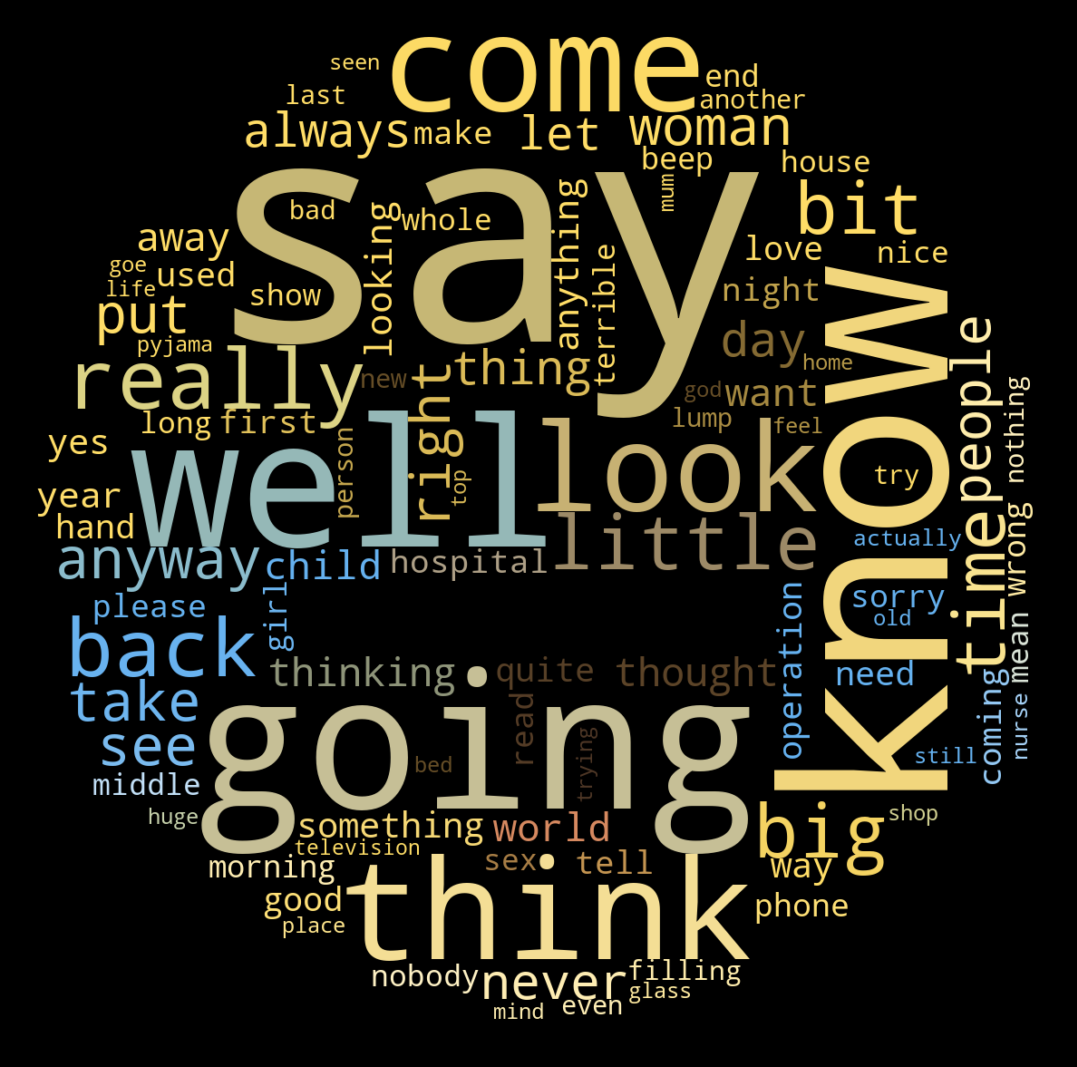 come
seen
end
last
another
always
make
let
woman
beep
house
say
mum
bit
bad
looking
whole
anything
away
love
nice
goe
used
terrible
life
show
night
know
put
pyjama
day
people
really
thing
home
new
right
god
want
nothing
long
first
lump
feel
yes
well
look
person
top
try
year
hand
time
wrong
little
actually
anyway
child
hospital
please
girl
operation
sorry
old
mean
back
thinking
quite
thought
need
take
read
coming
nurse
see
going
bed
trying
still
middle
huge
something
world
big
shop
television
morning
sex
tell
way
think
good
phone
place
nobody
never
filling
glass
mind
even